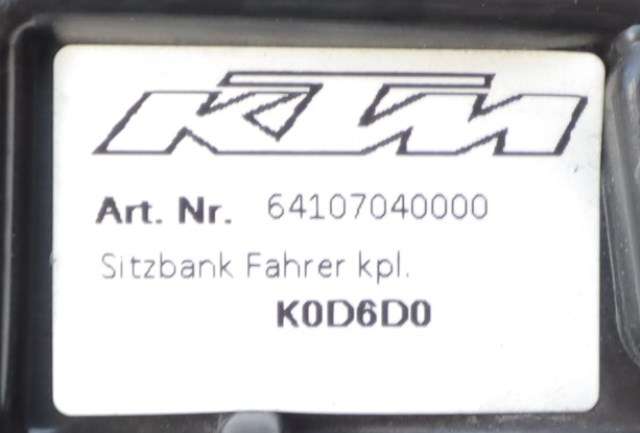 KTM
Art. Nr. 64107040000
Sitzbank Fahrer kpl.
K0D6D0